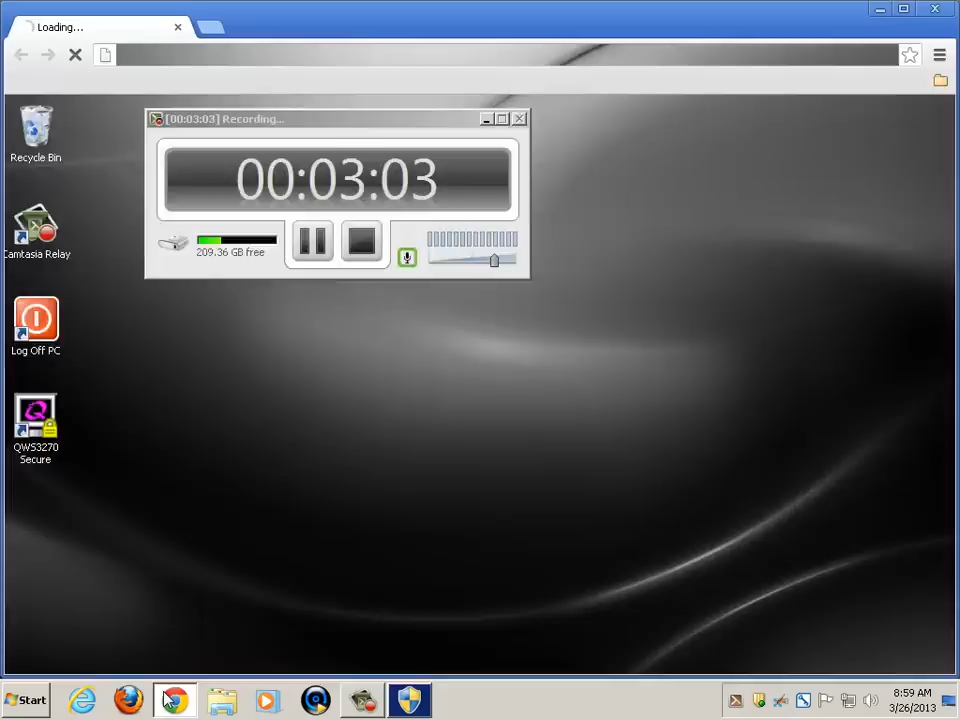 Loading...
[00:03:03] Recording...
00:03:03
209.36 GB free
Recycle Bin
Camtasia Relay
Log Off PC
QWS3270
Secure
Start
8:59 AM
3/26/2013